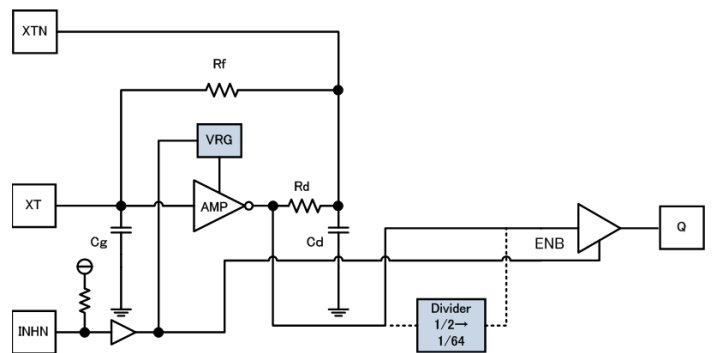 XTN
Rf
VRG
XT
AMP
Rd
Cg
Cd
ENB
Q
INHN
Divider
1/2→
1/64